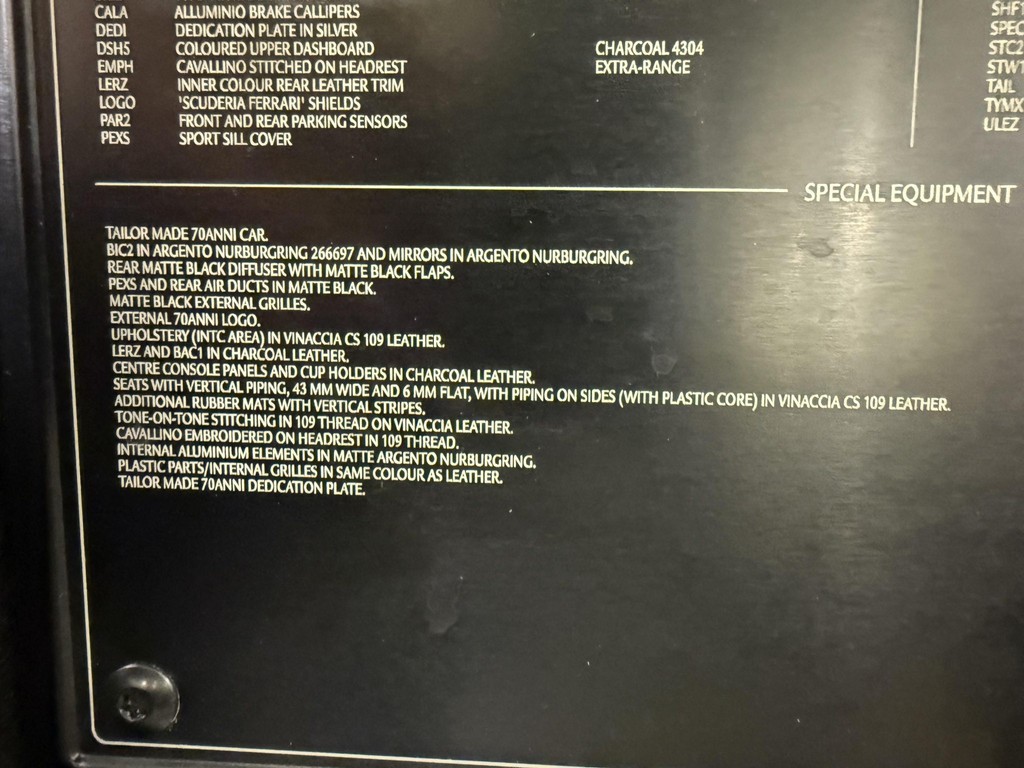 CALA ALLUMINIO BRAKE CALLIPERS
DEDI DEDICATION PLATE IN SILVER
DSH5 COLOURED UPPER DASHBOARD CHARCOAL 4304
EMPH CAVALLINO STITCHED ON HEADREST EXTRA-RANGE
LERZ INNER COLOUR REAR LEATHER TRIM
LOGO 'SCUDERIA FERRARI' SHIELDS
PAR2 FRONT AND REAR PARKING SENSORS
PEXS SPORT SILL COVER
SHF1
SPEC
STC2
STW1
TAIL
TYMX
ULEZ
SPECIAL EQUIPMENT
TAILOR MADE 70ANNI CAR.
BIC2 IN ARGENTO NURBURGRING 266697 AND MIRRORS IN ARGENTO NURBURGRING.
REAR MATTE BLACK DIFFUSER WITH MATTE BLACK FLAPS.
PEXS AND REAR AIR DUCTS IN MATTE BLACK.
MATTE BLACK EXTERNAL GRILLES.
EXTERNAL 70ANNI LOGO.
UPHOLSTERY (INTC AREA) IN VINACCIA CS 109 LEATHER.
LERZ AND BAC1 IN CHARCOAL LEATHER.
CENTRE CONSOLE PANELS AND CUP HOLDERS IN CHARCOAL LEATHER.
SEATS WITH VERTICAL PIPING, 43 MM WIDE AND 6 MM FLAT, WITH PIPING ON SIDES (WITH PLASTIC CORE) IN VINACCIA CS 109 LEATHER.
ADDITIONAL RUBBER MATS WITH VERTICAL STRIPES.
TONE-ON-TONE STITCHING IN 109 THREAD ON VINACCIA LEATHER.
CAVALLINO EMBROIDERED ON HEADREST IN 109 THREAD.
INTERNAL ALUMINIUM ELEMENTS IN MATTE ARGENTO NURBURGRING.
PLASTIC PARTS/INTERNAL GRILLES IN SAME COLOUR AS LEATHER.
TAILOR MADE 70ANNI DEDICATION PLATE.